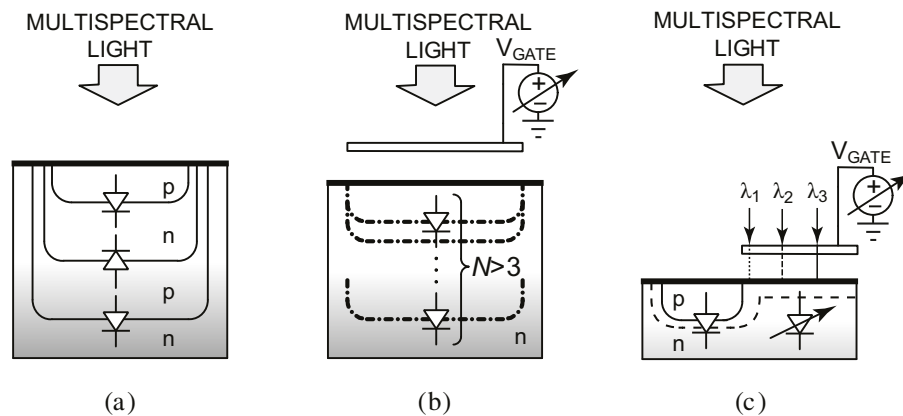 MULTISPECTRAL
LIGHT
p
n
p
n
(a)
MULTISPECTRAL
LIGHT
V_GATE
+
−
N>3
n
(b)
MULTISPECTRAL
LIGHT
V_GATE
+
−
λ₁ λ₂ λ₃
p
n
(c)